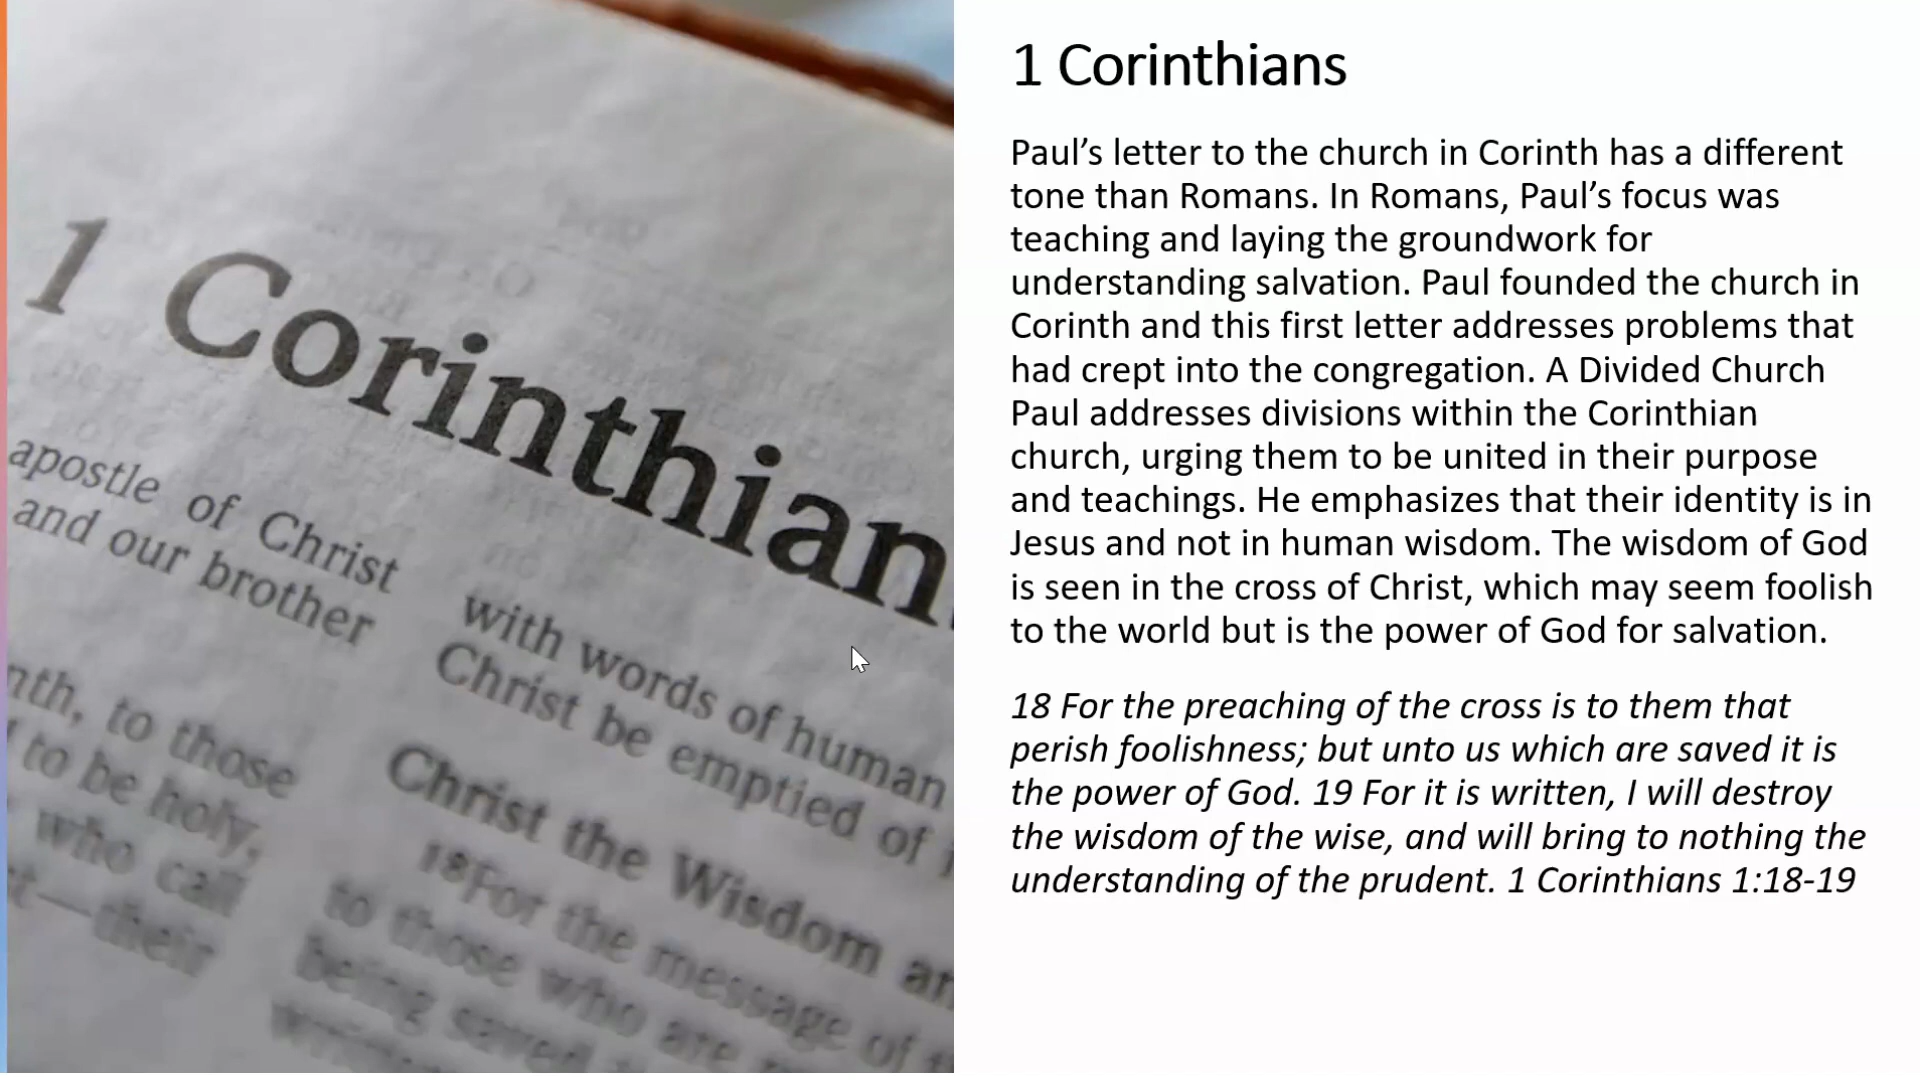 1 Corinthian
apostle of Christ
and our brother
nth, to those
to be holy,
who call
their
with words of human
Christ be emptied of
Christ the Wisdom an
18 For the message of
to those who are
being saved
1 Corinthians
Paul’s letter to the church in Corinth has a different
tone than Romans. In Romans, Paul’s focus was
teaching and laying the groundwork for
understanding salvation. Paul founded the church in
Corinth and this first letter addresses problems that
had crept into the congregation. A Divided Church
Paul addresses divisions within the Corinthian
church, urging them to be united in their purpose
and teachings. He emphasizes that their identity is in
Jesus and not in human wisdom. The wisdom of God
is seen in the cross of Christ, which may seem foolish
to the world but is the power of God for salvation.
18 For the preaching of the cross is to them that
perish foolishness; but unto us which are saved it is
the power of God. 19 For it is written, I will destroy
the wisdom of the wise, and will bring to nothing the
understanding of the prudent. 1 Corinthians 1:18-19